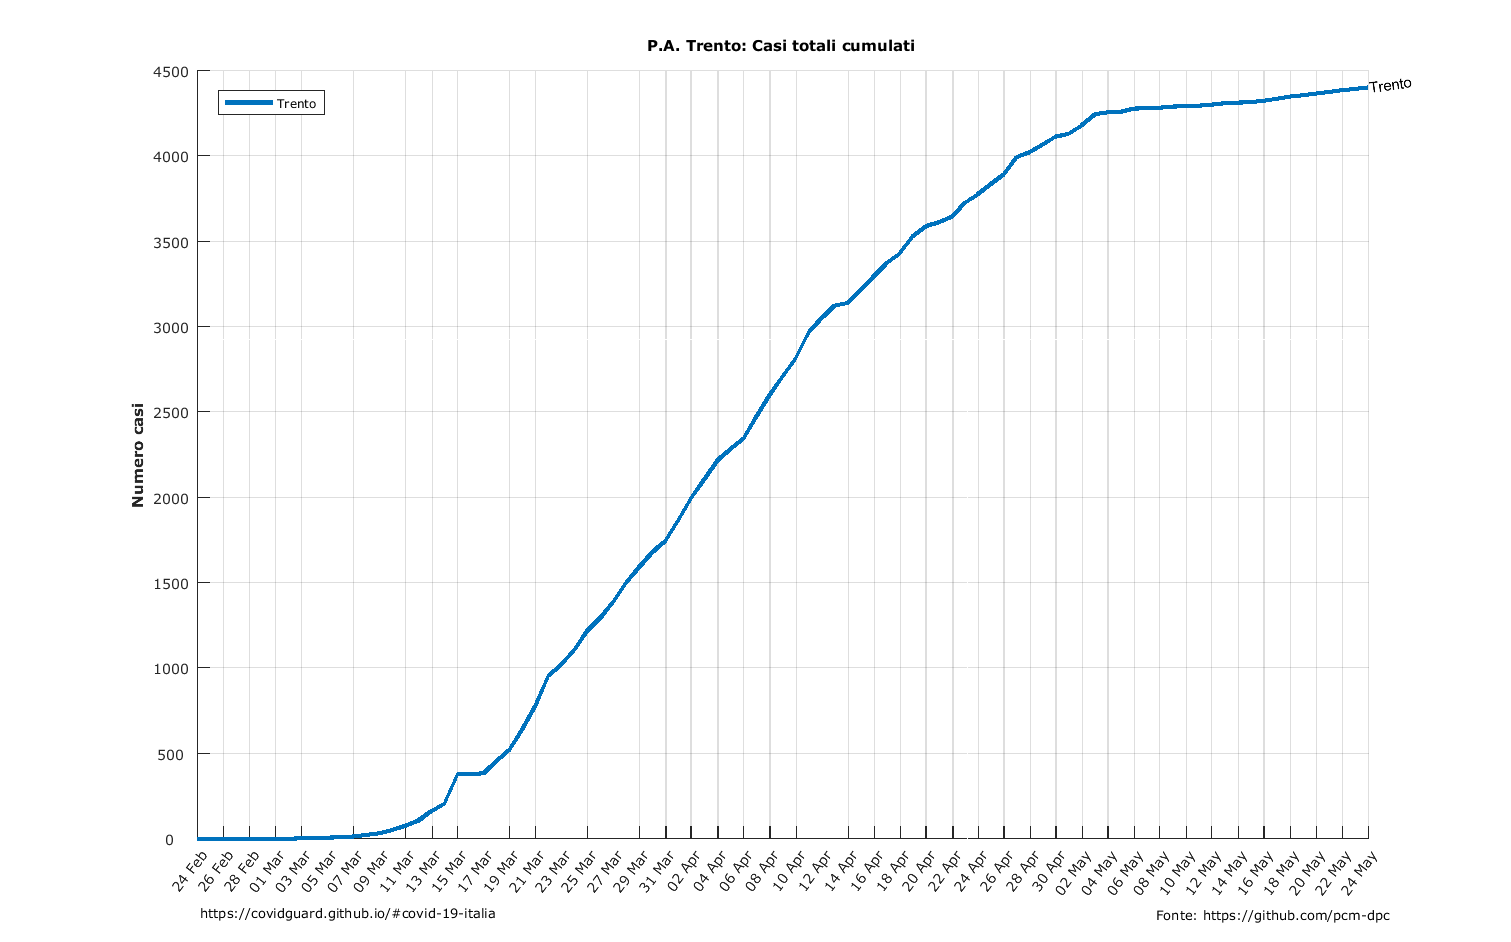 P.A. Trento: Casi totali cumulati
4500
4000
3500
3000
2500
2000
1500
1000
500
0
Numero casi
Trento
Trento
24 Feb
26 Feb
28 Feb
01 Mar
03 Mar
05 Mar
07 Mar
09 Mar
11 Mar
13 Mar
15 Mar
17 Mar
19 Mar
21 Mar
23 Mar
25 Mar
27 Mar
29 Mar
31 Mar
02 Apr
04 Apr
06 Apr
08 Apr
10 Apr
12 Apr
14 Apr
16 Apr
18 Apr
20 Apr
22 Apr
24 Apr
26 Apr
28 Apr
30 Apr
02 May
04 May
06 May
08 May
10 May
12 May
14 May
16 May
18 May
20 May
22 May
24 May
https://covidguard.github.io/#covid-19-italia
Fonte: https://github.com/pcm-dpc